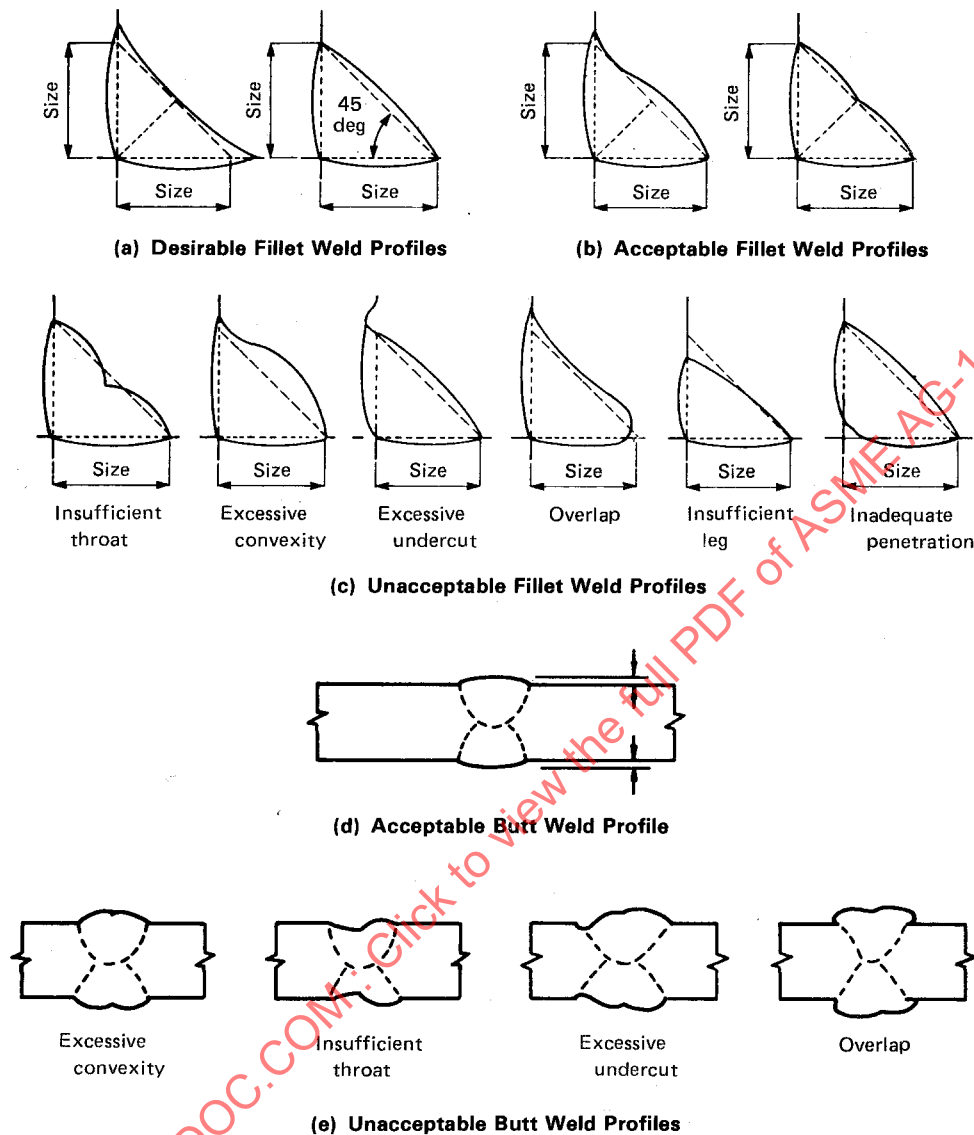 Size
Size
45
deg
Size
Size
Size
Size
Size
Size
(a) Desirable Fillet Weld Profiles
(b) Acceptable Fillet Weld Profiles
Size
Size
Size
Size
Size
Size
Insufficient
throat
Excessive
convexity
Excessive
undercut
Overlap
Insufficient
leg
Inadequate
penetration
(c) Unacceptable Fillet Weld Profiles
(d) Acceptable Butt Weld Profile
Excessive
convexity
Insufficient
throat
Excessive
undercut
Overlap
(e) Unacceptable Butt Weld Profiles
DOC.COM : Click to view the full PDF of ASME AG-1